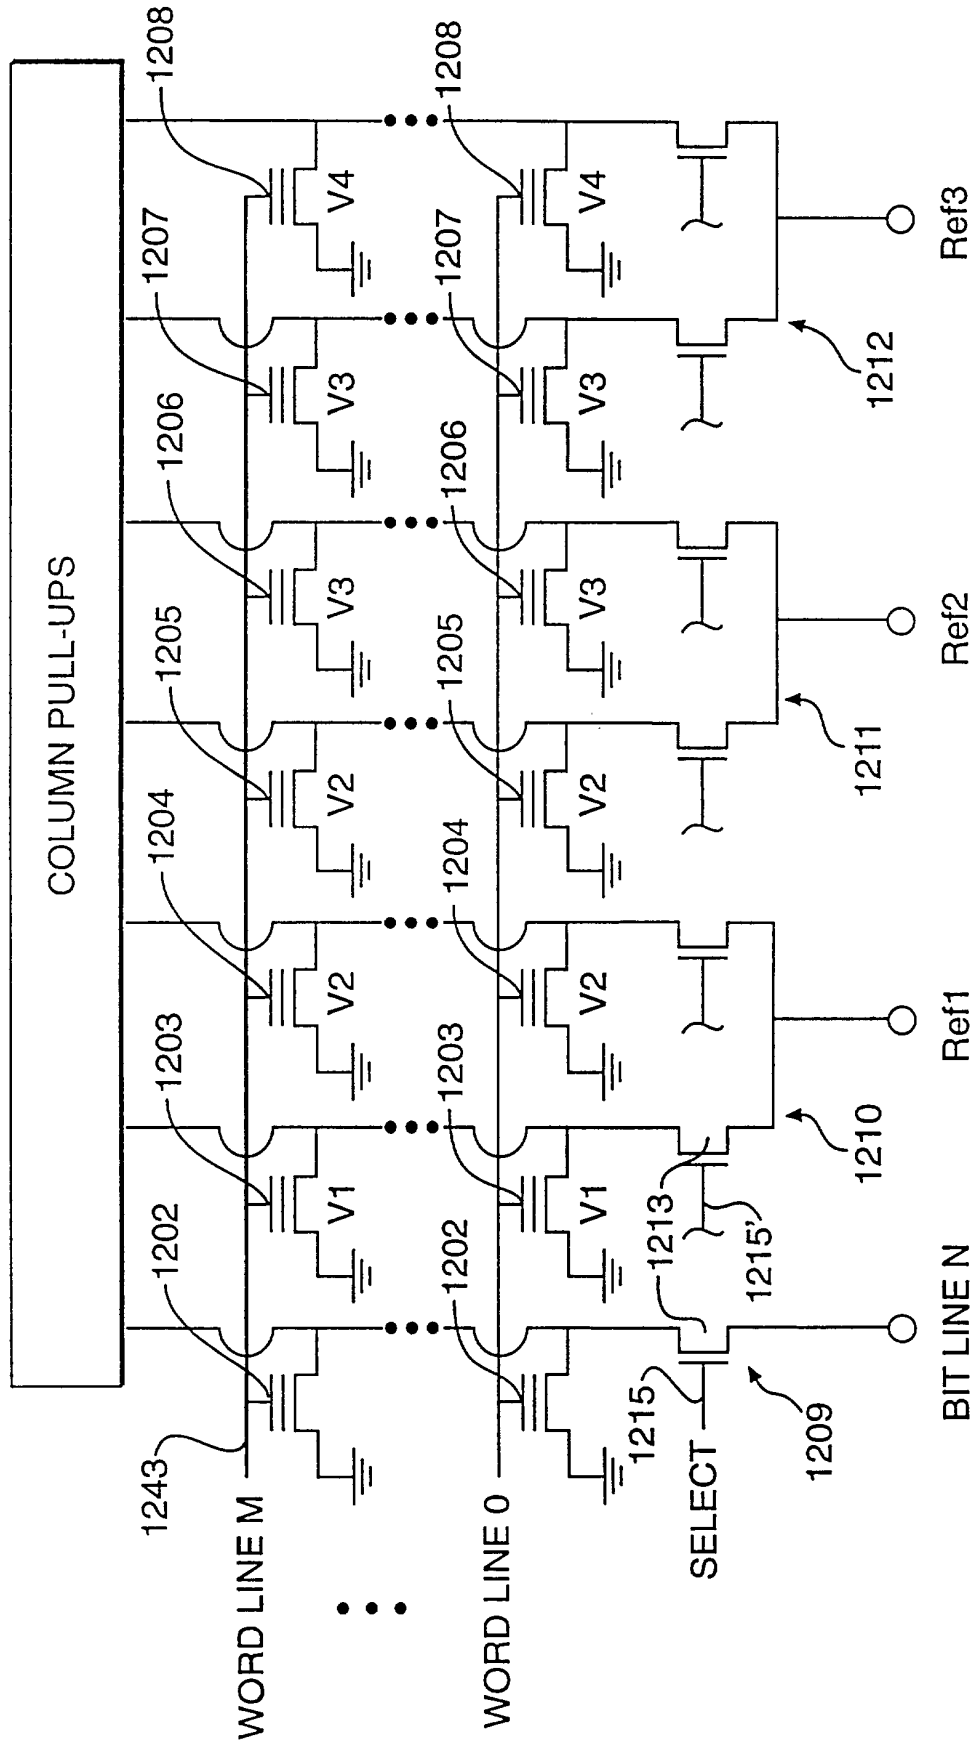 COLUMN PULL-UPS
1243
1202
1203
1204
1205
1206
1207
1208
WORD LINE M
V1
V2
V2
V3
V3
V4
1202
1203
1204
1205
1206
1207
1208
WORD LINE 0
V1
V2
V2
V3
V3
V4
SELECT
1215
1213
1215'
1209
1210
1211
1212
BIT LINE N
Ref1
Ref2
Ref3